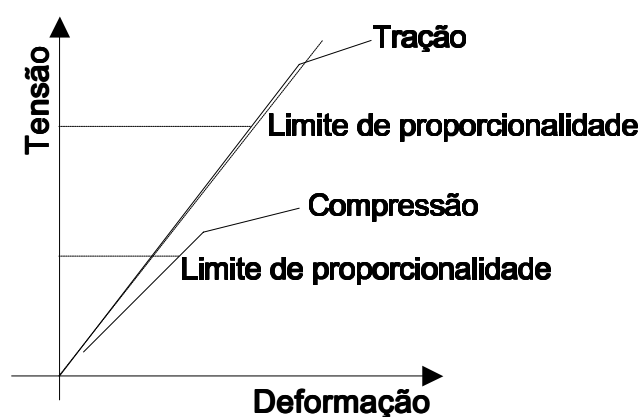 Tração
Tensão
Limite de proporcionalidade
Compressão
Limite de proporcionalidade
Deformação